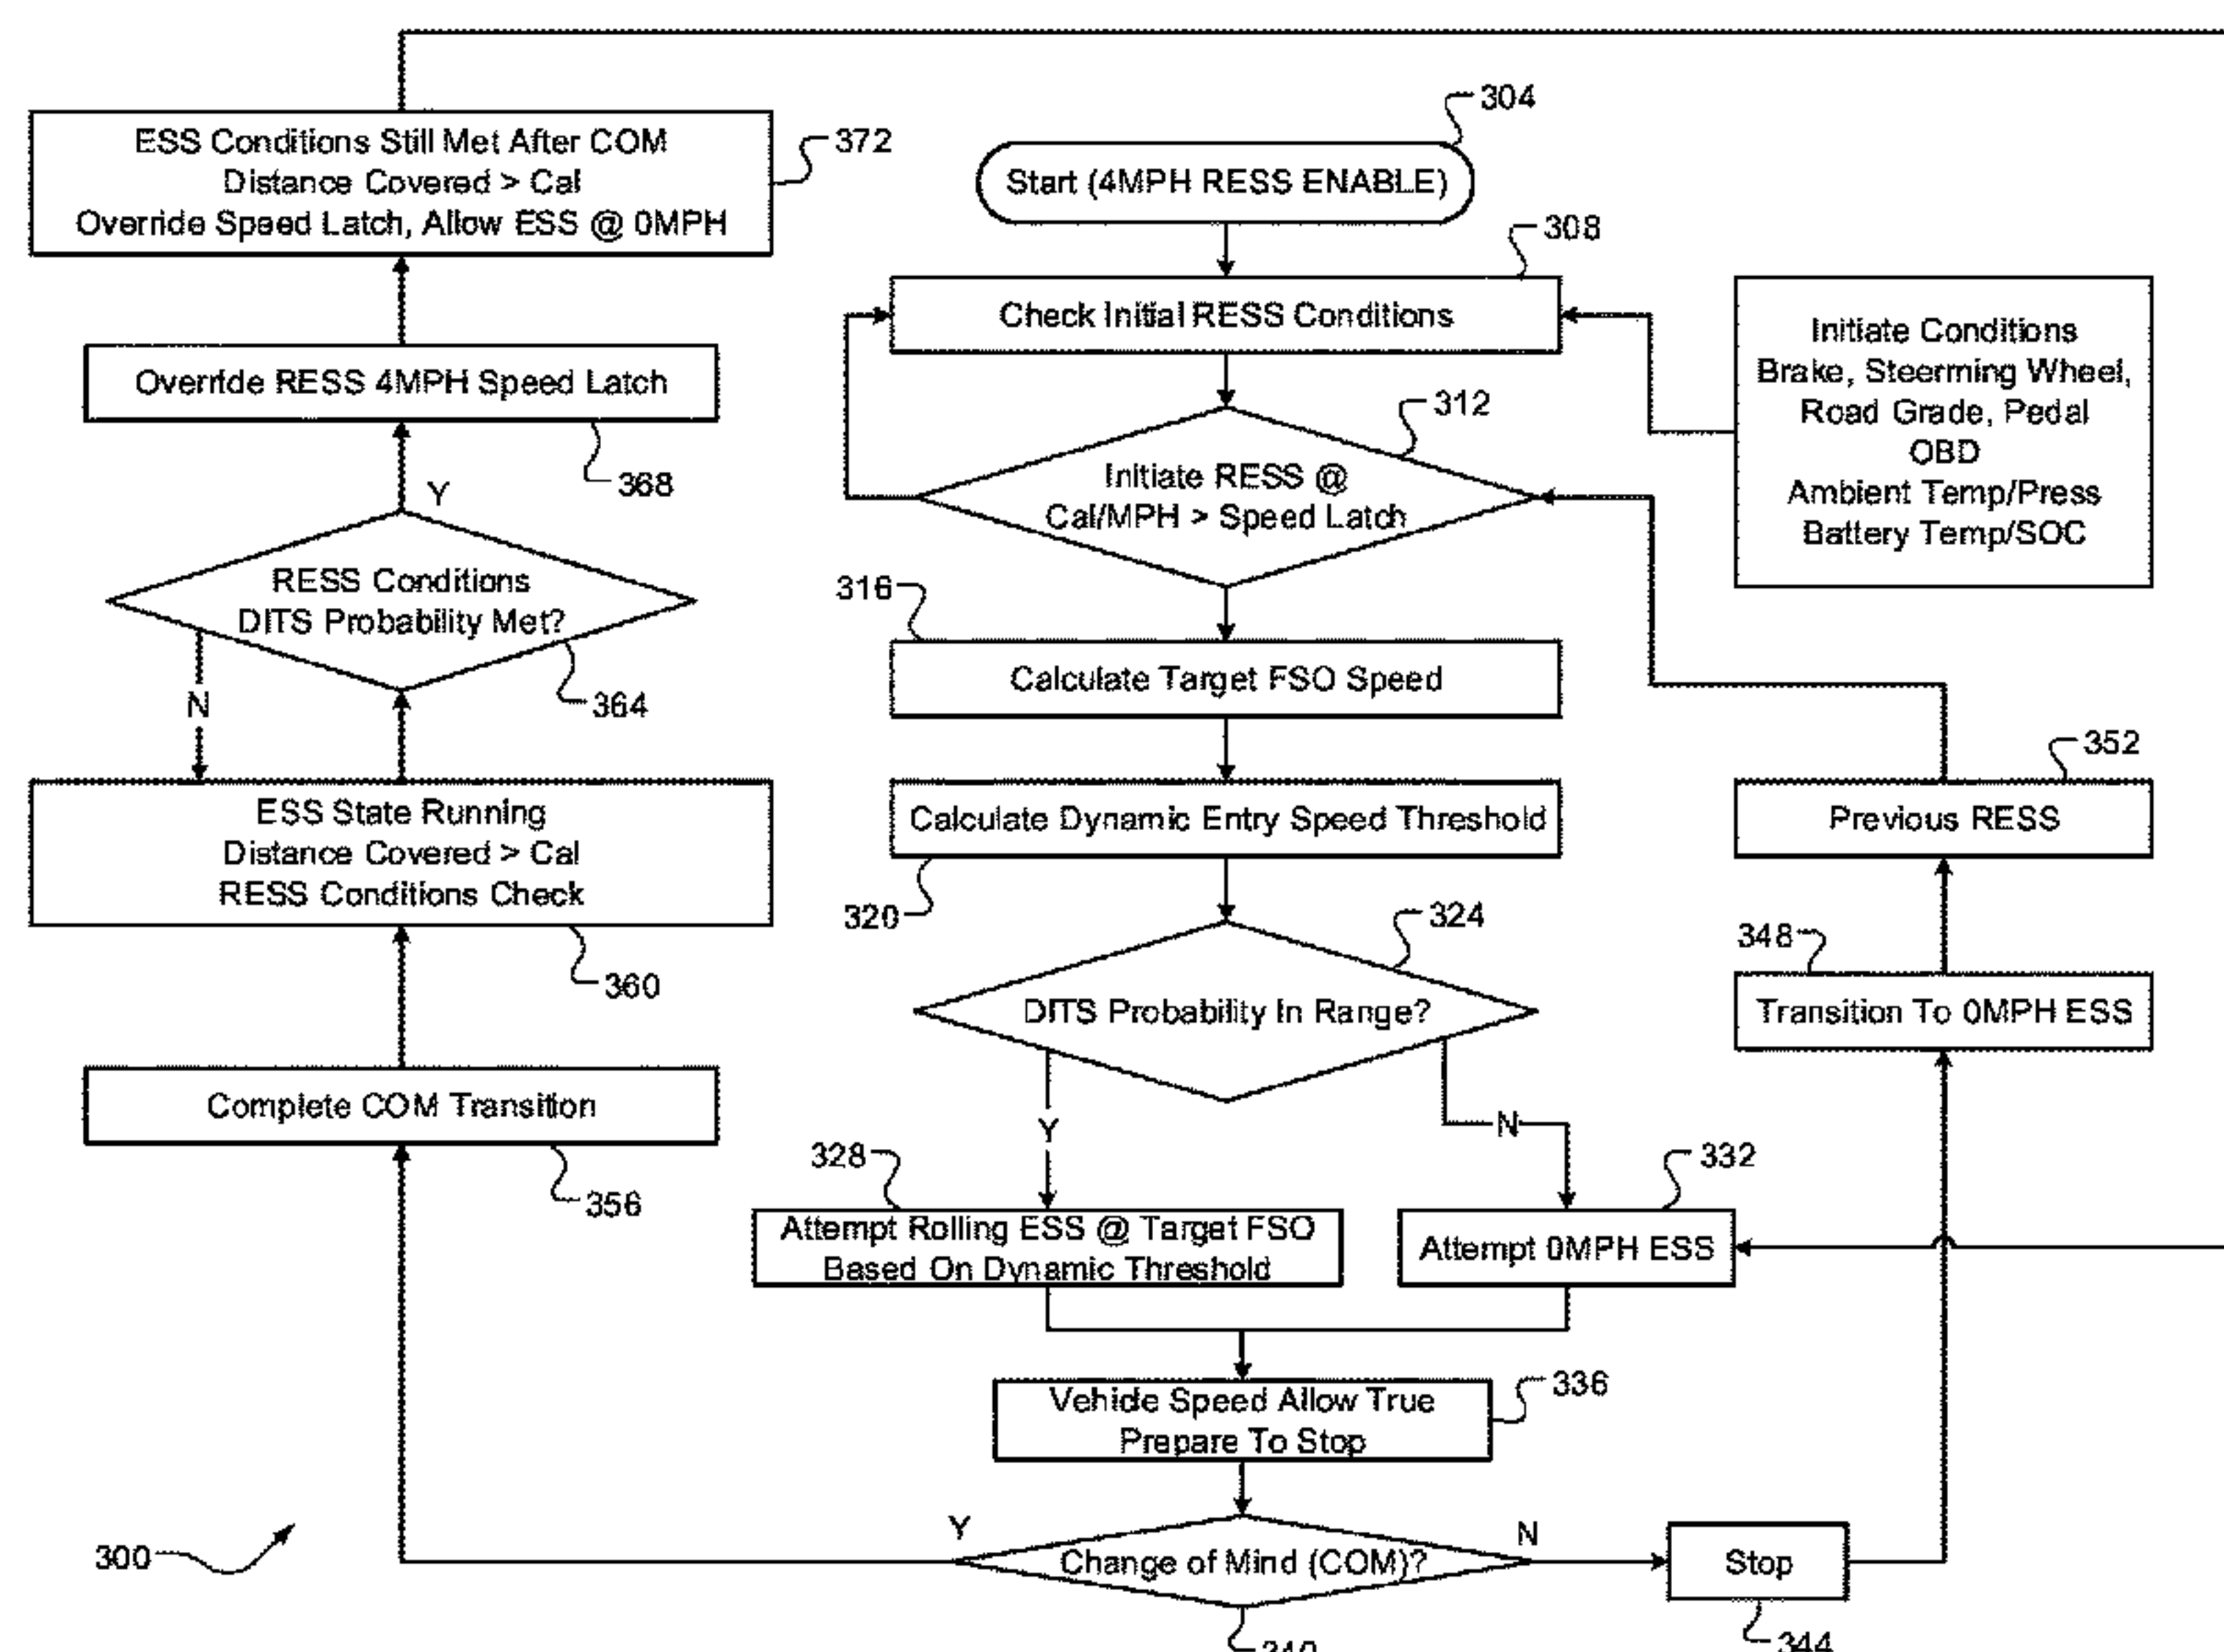 304
Start (4MPH RESS ENABLE)
308
Check Initial RESS Conditions
Initiate Conditions
Brake, Steerming Wheel,
Road Grade, Pedal
OBD
Ambient Temp/Press
Battery Temp/SOC
312
Initiate RESS @
Cal/MPH > Speed Latch
316
Calculate Target FSO Speed
Calculate Dynamic Entry Speed Threshold
320
324
DITS Probability In Range?
Y
N
328
Attempt Rolling ESS @ Target FSO
Based On Dynamic Threshold
332
Attempt 0MPH ESS
336
Vehicle Speed Allow True
Prepare To Stop
Change of Mind (COM)?
Y
N
340
Stop
344
348
Transition To 0MPH ESS
352
Previous RESS
Complete COM Transition
356
ESS State Running
Distance Covered > Cal
RESS Conditions Check
360
RESS Conditions
DITS Probability Met?
364
N
Y
Override RESS 4MPH Speed Latch
368
ESS Conditions Still Met After COM
Distance Covered > Cal
Override Speed Latch, Allow ESS @ 0MPH
372
300